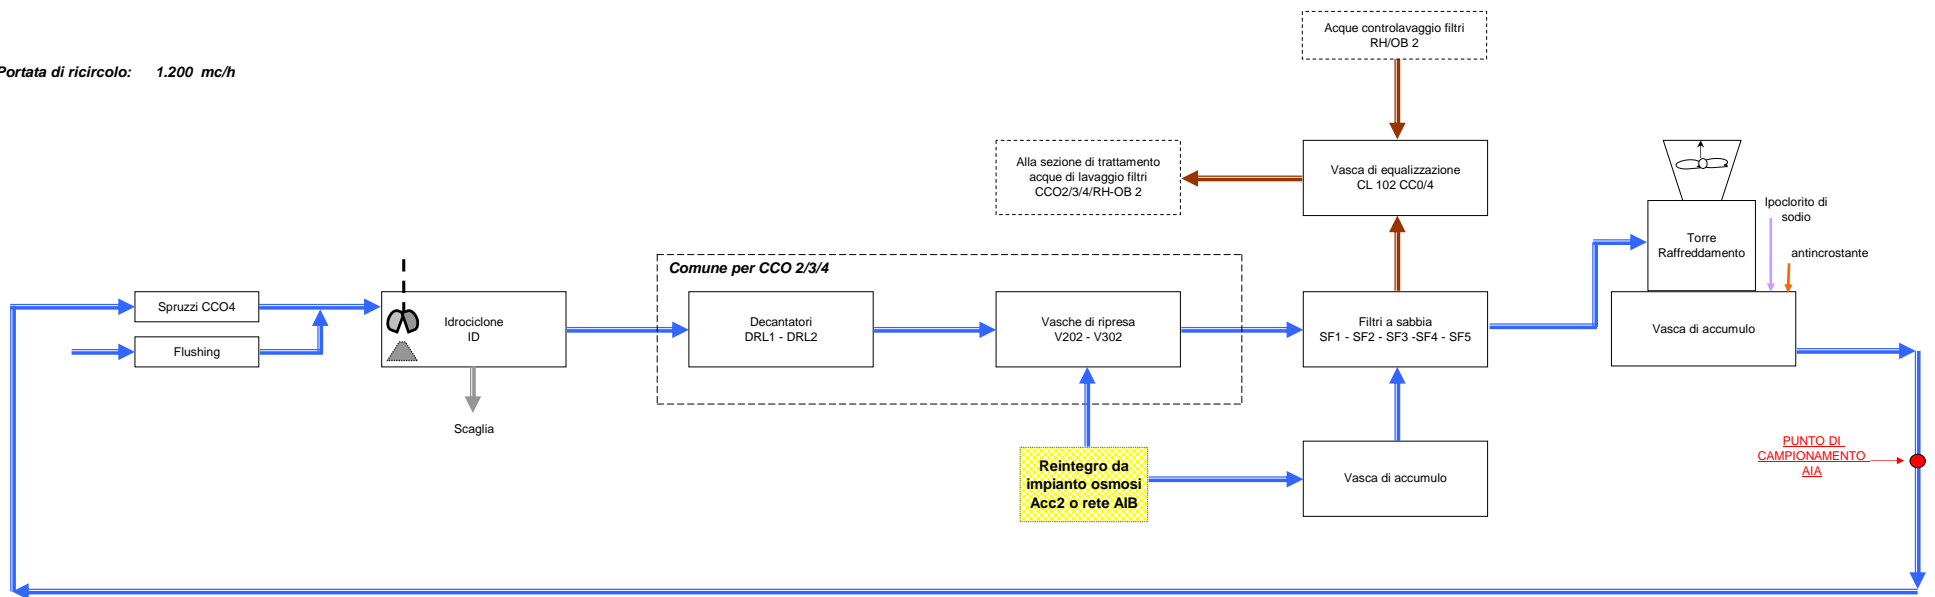 Acque controlavaggio filtri
RH/OB 2
Portata di ricircolo: 1.200 mc/h
Alla sezione di trattamento
acque di lavaggio filtri
CCO2/3/4/RH-OB 2
Vasca di equalizzazione
CL 102 CC0/4
Ipoclorito di
sodio
Torre
Raffreddamento
antincrostante
Comune per CCO 2/3/4
Spruzzi CCO4
Flushing
Idrociclone
ID
Decantatori
DRL1 - DRL2
Vasche di ripresa
V202 - V302
Filtri a sabbia
SF1 - SF2 - SF3 -SF4 - SF5
Vasca di accumulo
Scaglia
Reintegro da
impianto osmosi
Acc2 o rete AIB
Vasca di accumulo
PUNTO DI
CAMPIONAMENTO
AIA